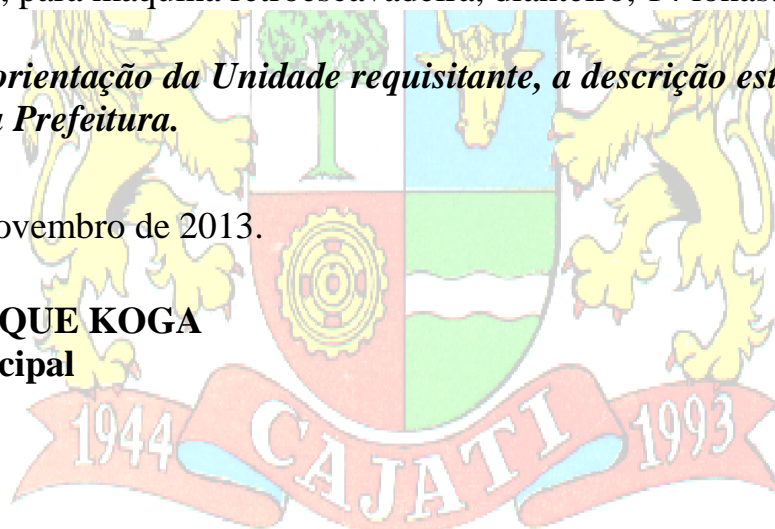 para máquina retroescavadeira, dianteiro, 14 lonas.
orientação da Unidade requisitante, a descrição est
a Prefeitura.
ovembro de 2013.
QUE KOGA
cipal
1944 CAJATI 1993